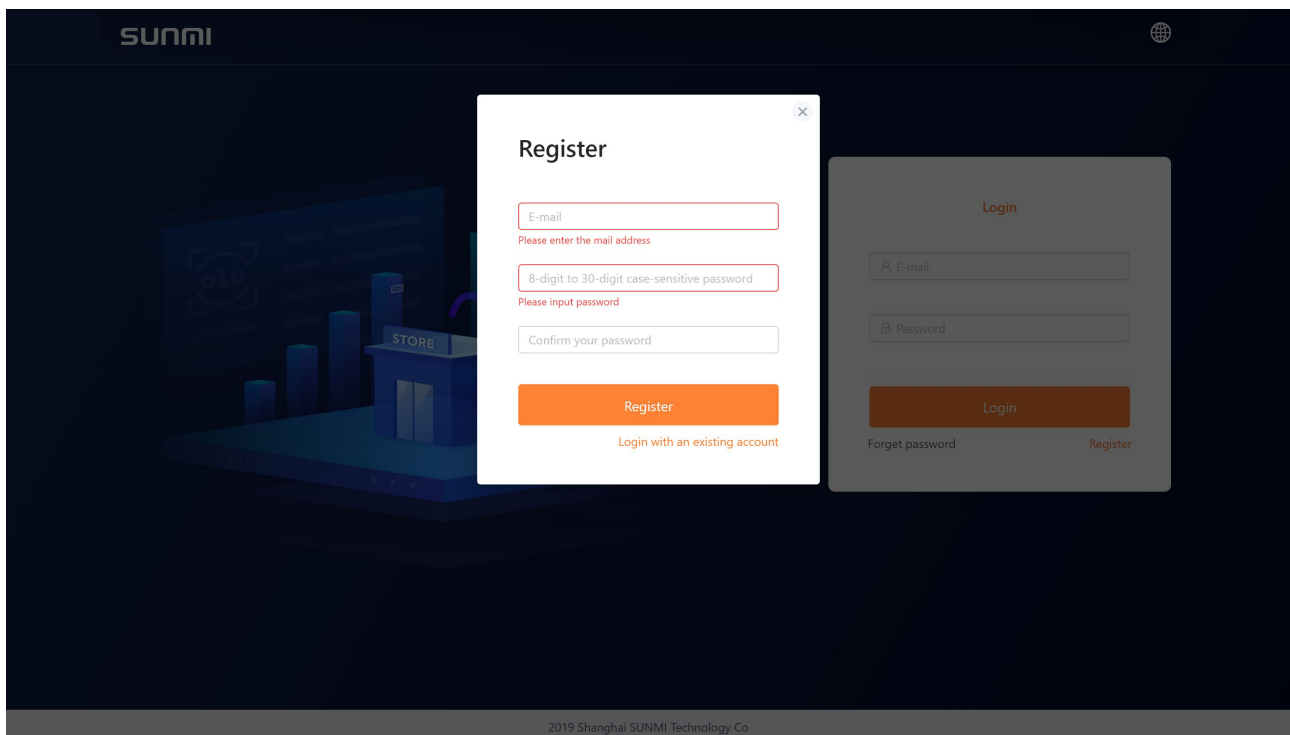 SUNMI
Register
E-mail
Please enter the mail address
8-digit to 30-digit case-sensitive password
Please input password
Confirm your password
Register
Login with an existing account
Login
E-mail
Password
Login
Forget password
Register
STORE
2019 Shanghai SUNMI Technology Co